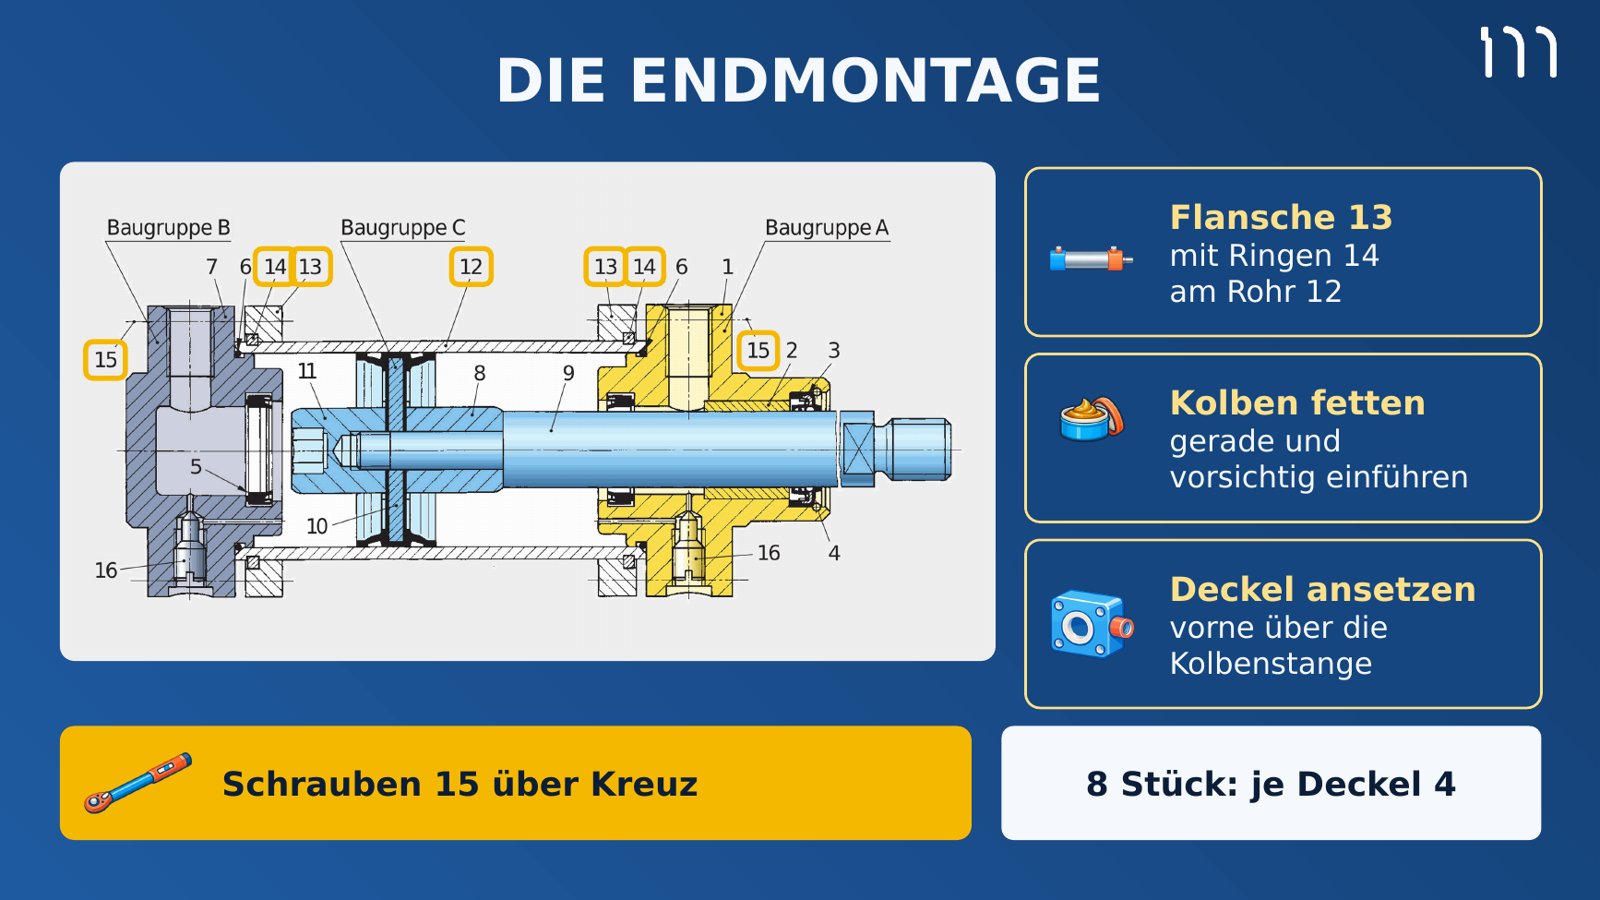 m
DIE ENDMONTAGE
Baugruppe B
Baugruppe C
Baugruppe A
7 6 14 13 12 13 14 6 1
15 11 8 9 15 2 3
5
10
16 16 4
Flansche 13
mit Ringen 14
am Rohr 12
Kolben fetten
gerade und
vorsichtig einführen
Deckel ansetzen
vorne über die
Kolbenstange
Schrauben 15 über Kreuz
8 Stück: je Deckel 4